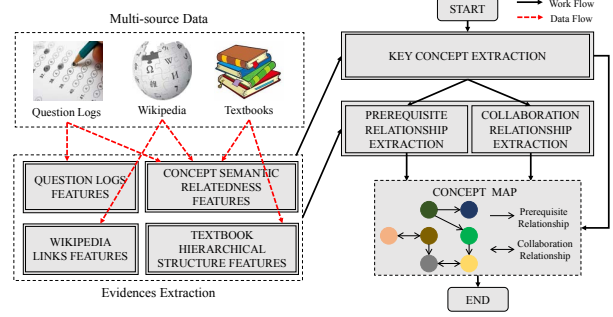 Multi-source Data
Question Logs
Wikipedia
Textbooks
QUESTION LOGS
FEATURES
CONCEPT SEMANTIC
RELATEDNESS
FEATURES
WIKIPEDIA
LINKS FEATURES
TEXTBOOK
HIERARCHICAL
STRUCTURE FEATURES
Evidences Extraction
START
Work Flow
Data Flow
KEY CONCEPT EXTRACTION
PREREQUISITE
RELATIONSHIP
EXTRACTION
COLLABORATION
RELATIONSHIP
EXTRACTION
CONCEPT MAP
Prerequisite
Relationship
Collaboration
Relationship
END